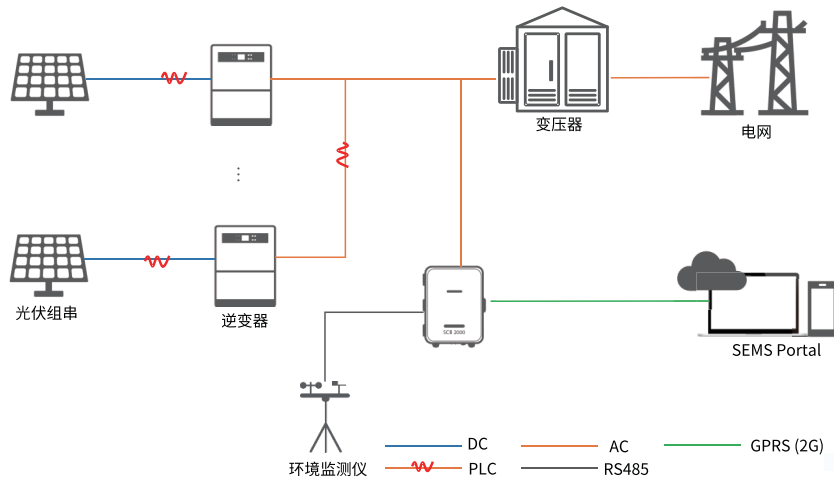 变压器
电网
光伏组串
逆变器
SCB 2000
SEMS Portal
环境监测仪
DC
AC
GPRS (2G)
PLC
RS485